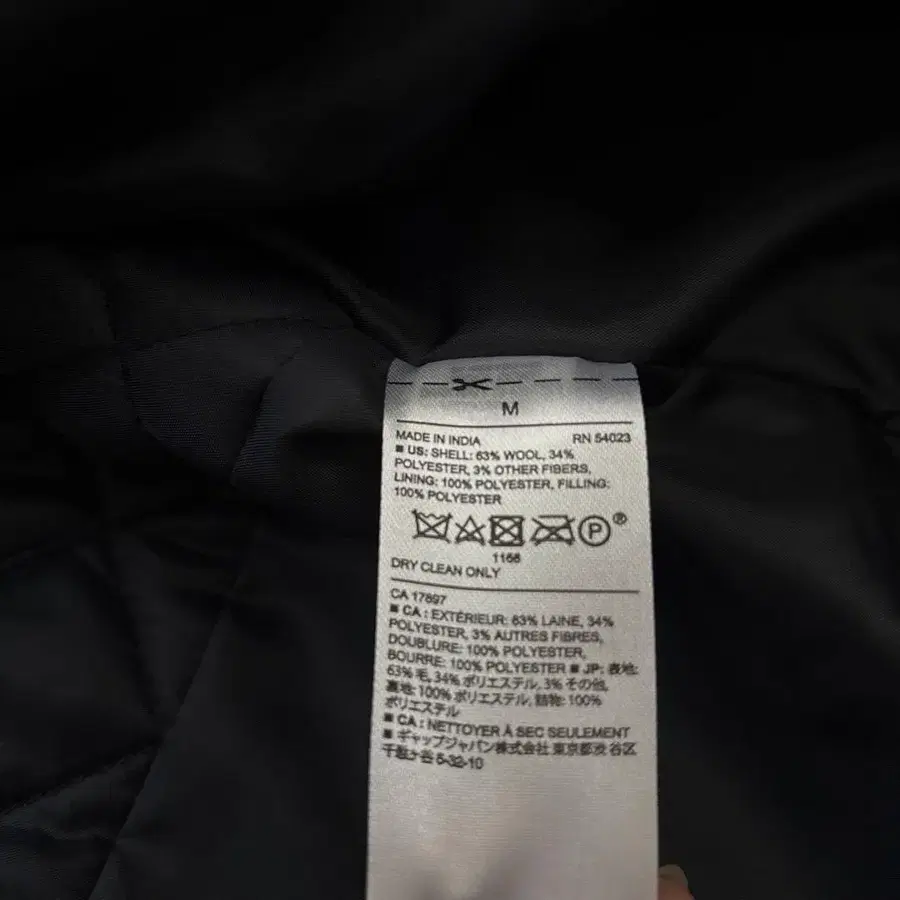 M
MADE IN INDIA RN 54023
■ US: SHELL: 63% WOOL, 34%
POLYESTER, 3% OTHER FIBERS,
LINING: 100% POLYESTER, FILLING:
100% POLYESTER
P ®
1166
DRY CLEAN ONLY
CA 17897
■ CA : EXTÉRIEUR: 63% LAINE, 34%
POLYESTER, 3% AUTRES FIBRES,
DOUBLURE: 100% POLYESTER,
BOURRE: 100% POLYESTER ■ JP: 表地:
63% 毛, 34% ポリエステル, 3% その他,
裏地: 100% ポリエステル, 詰物: 100%
ポリエステル
■ CA : NETTOYER À SEC SEULEMENT
■ ギャップジャパン株式会社 東京都渋谷区
千駄ヶ谷 5-32-10